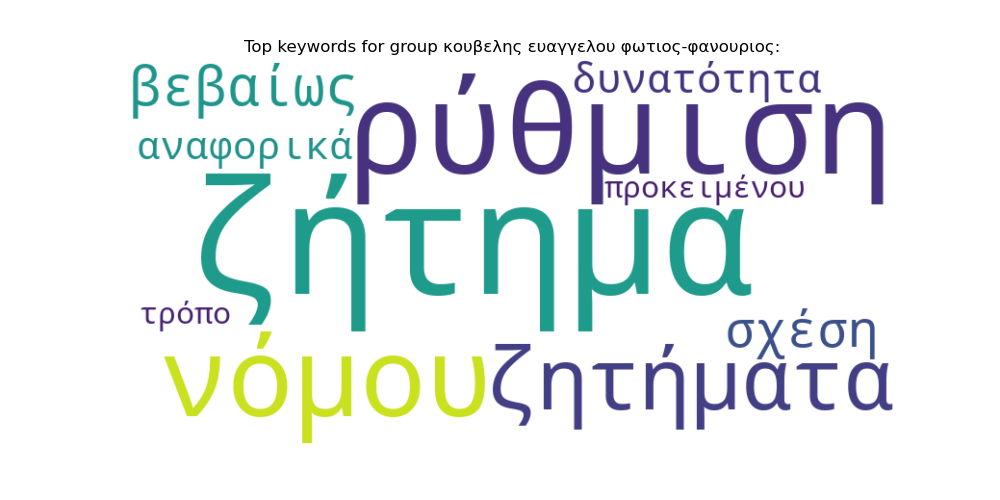 Top keywords for group κουβελης ευαγγελου φωτιος-φανουριος:
βεβαίως
δυνατότητα
ρύθμιση
αναφορικά
προκειμένου
ζήτημα
τρόπο
σχέση
νόμου
ζητήματα